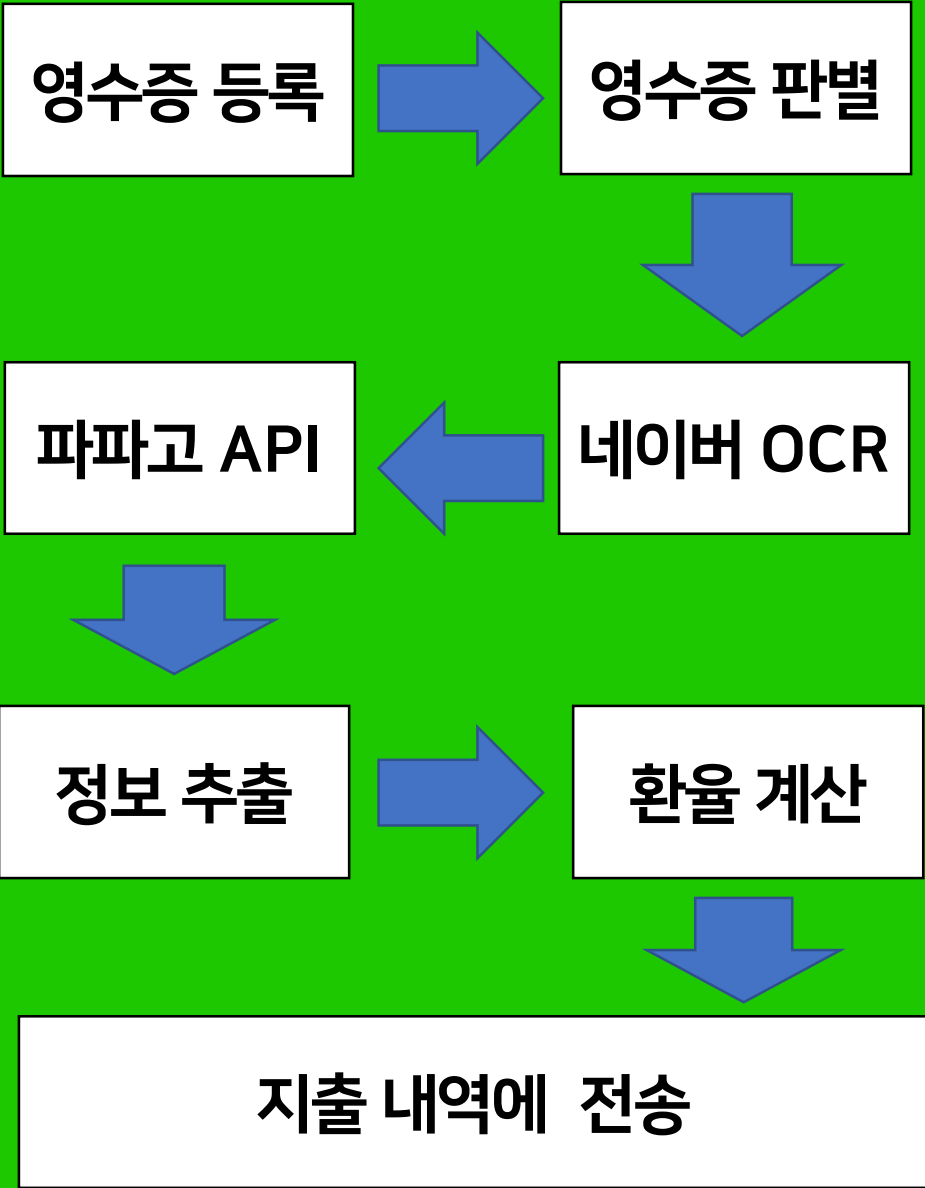 영수증 등록
영수증 판별
네이버 OCR
파파고 API
정보 추출
환율 계산
지출 내역에 전송